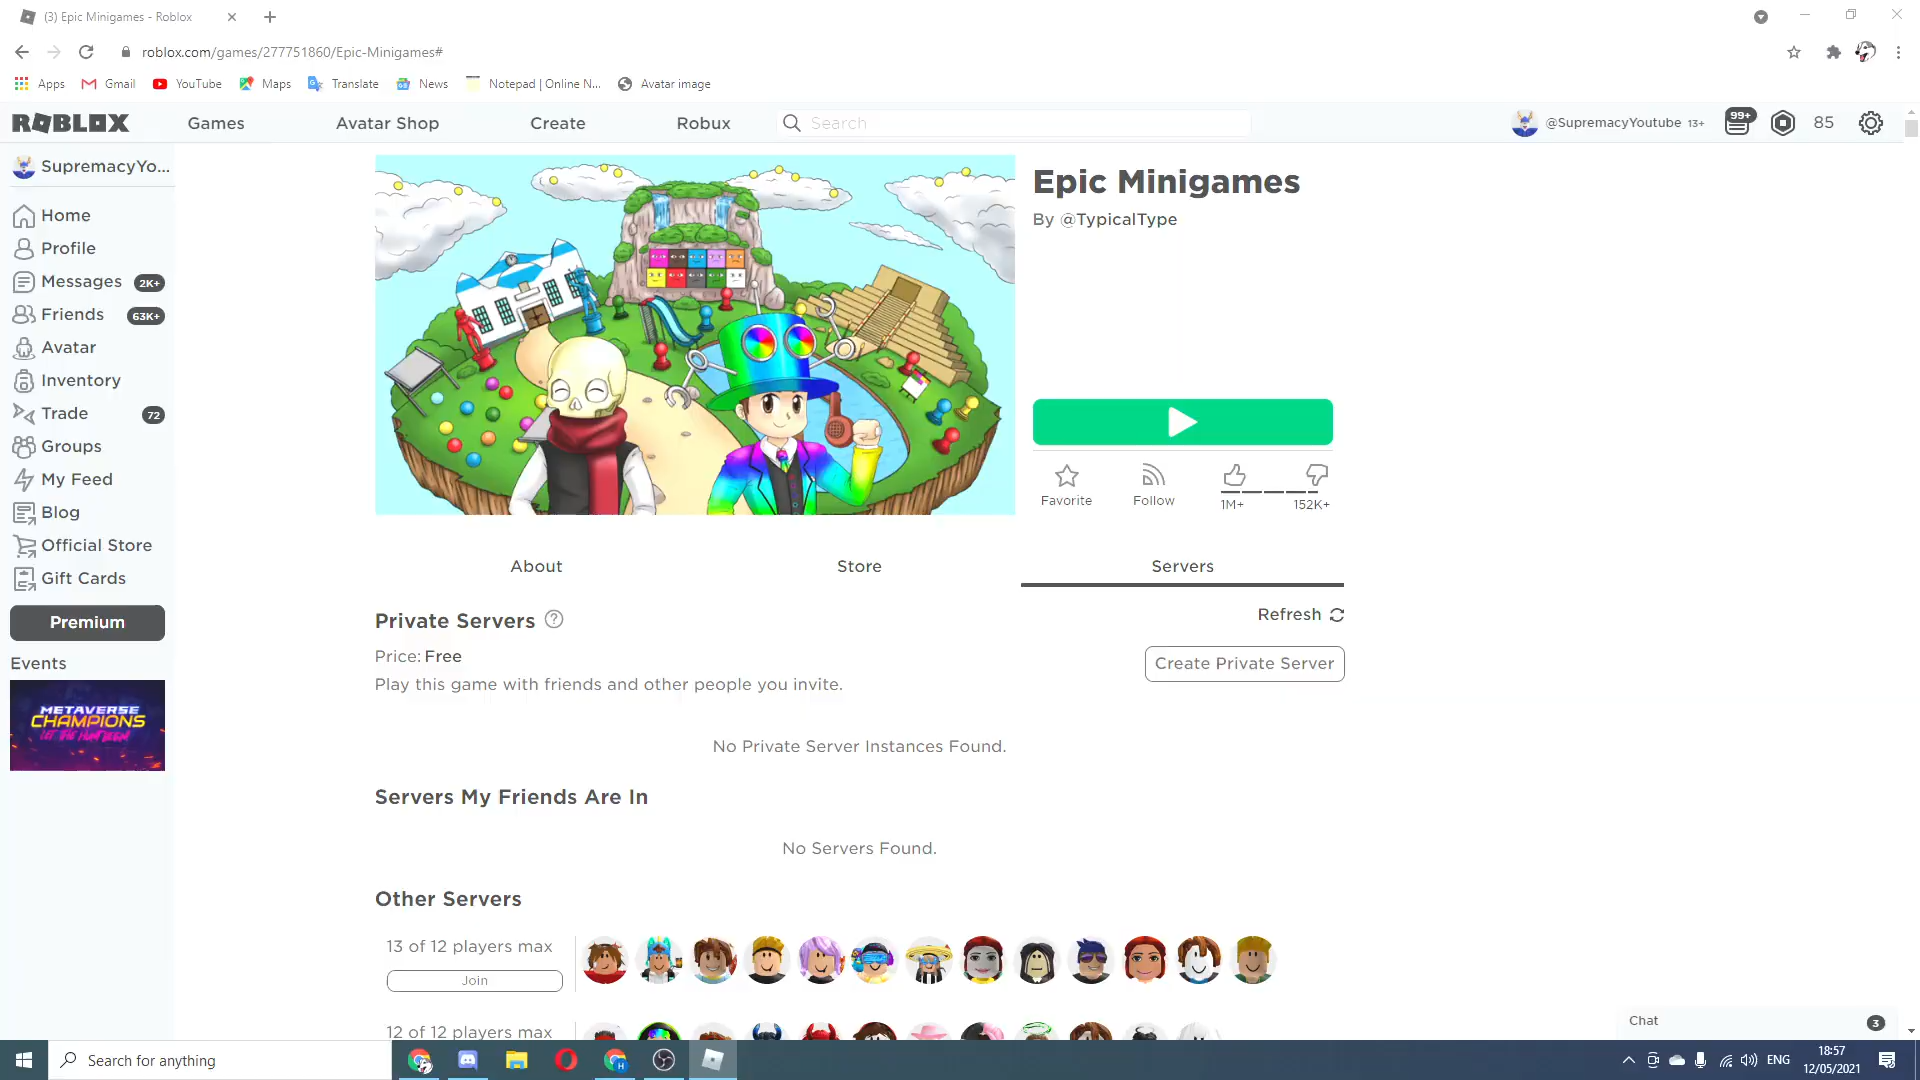 (3) Epic Minigames - Roblox
roblox.com/games/277751860/Epic-Minigames#
Apps Gmail YouTube Maps Translate News Notepad | Online N... Avatar image
ROBLOX Games Avatar Shop Create Robux Search @SupremacyYoutube 13+ 99+ 85
SupremacyYo...
Home
Profile
Messages 2K+
Friends 63K+
Avatar
Inventory
Trade 72
Groups
My Feed
Blog
Official Store
Gift Cards
Premium
Events
METAVERSE
CHAMPIONS
LET THE HUNT BEGIN!
Epic Minigames
By @TypicalType
Favorite Follow 1M+ 152K+
About Store Servers
Private Servers ?
Refresh
Price: Free
Create Private Server
Play this game with friends and other people you invite.
No Private Server Instances Found.
Servers My Friends Are In
No Servers Found.
Other Servers
13 of 12 players max
Join
12 of 12 players max
Chat 3
Search for anything
ENG
18:57
12/05/2021